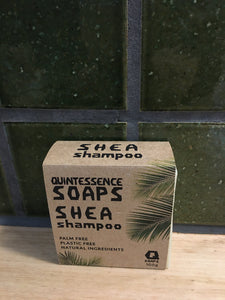 SHEA
shampoo
QUINTESSENCE
SOAPS
SHEA
shampoo
PALM FREE
PLASTIC FREE
NATURAL INGREDIENTS